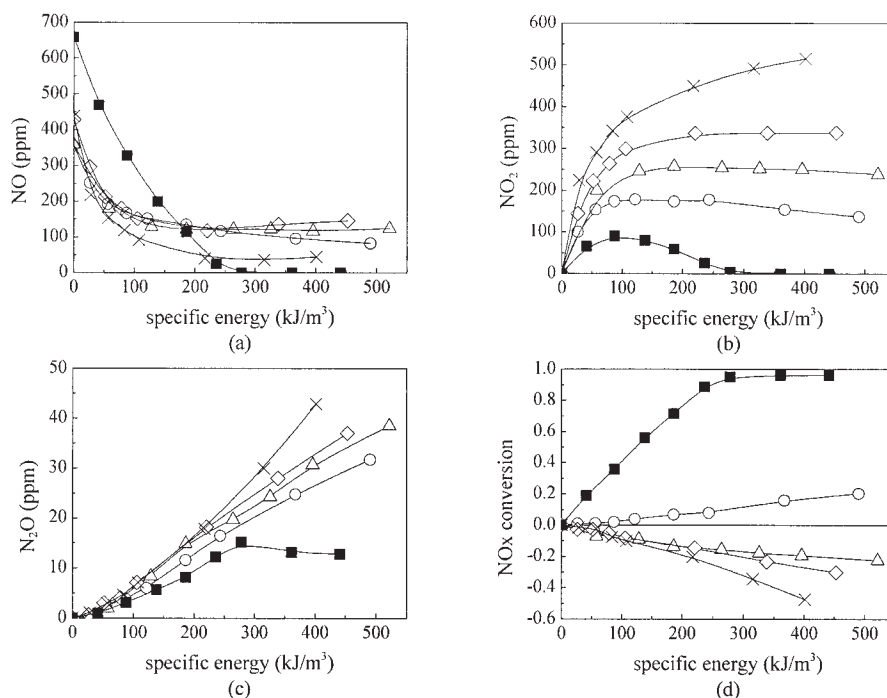 700
600
500
400
300
200
100
0
NO (ppm)
0 100 200 300 400 500
specific energy (kJ/m³)
(a)
600
500
400
300
200
100
0
NO₂ (ppm)
0 100 200 300 400 500
specific energy (kJ/m³)
(b)
50
40
30
20
10
0
N₂O (ppm)
0 100 200 300 400 500
specific energy (kJ/m³)
(c)
1.0
0.8
0.6
0.4
0.2
0.0
-0.2
-0.4
-0.6
NOx conversion
0 100 200 300 400 500
specific energy (kJ/m³)
(d)